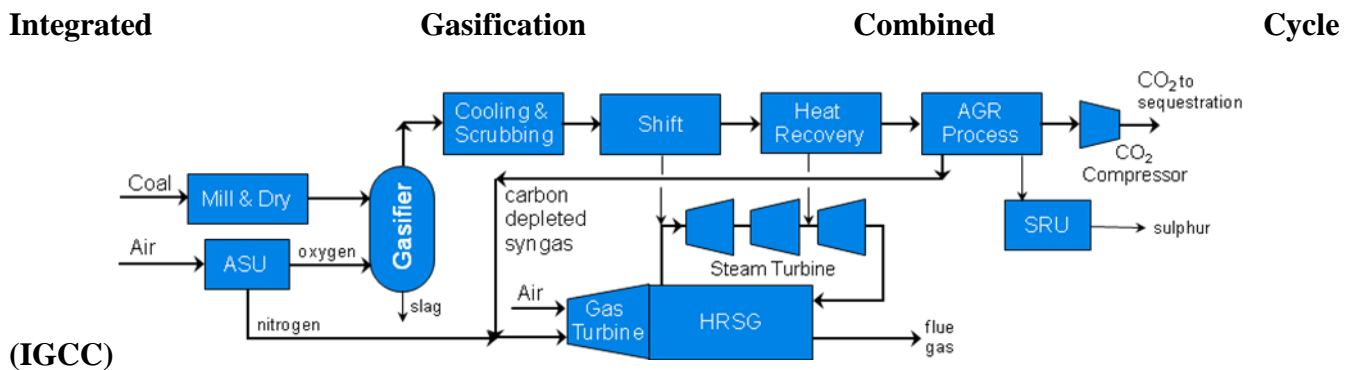 Integrated Gasification Combined Cycle
CO2 to
sequestration
Cooling &
Scrubbing
Shift
Heat
Recovery
AGR
Process
CO2
Compressor
Coal
Mill & Dry
Gasifier
carbon
depleted
syngas
SRU
sulphur
Air
ASU
oxygen
Steam Turbine
slag
Air
Gas
Turbine
HRSG
nitrogen
flue
gas
(IGCC)